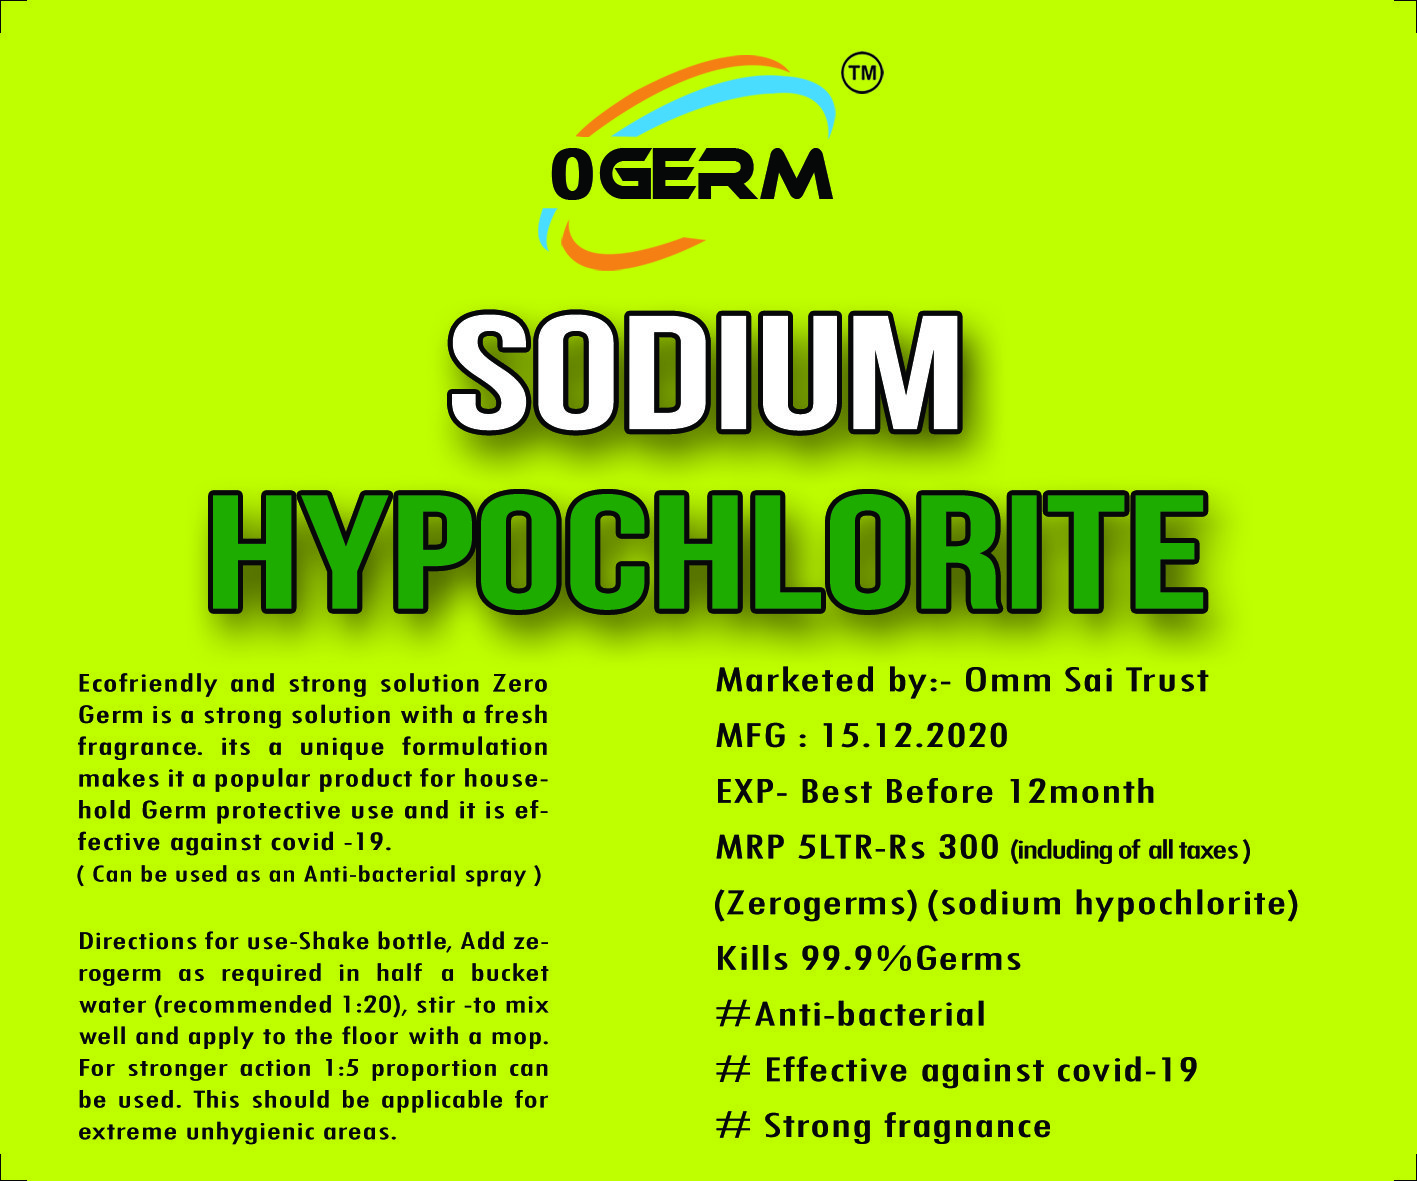 TM
0GERM
SODIUM
HYPOCHLORITE
Ecofriendly and strong solution Zero
Germ is a strong solution with a fresh
fragrance. its a unique formulation
makes it a popular product for house-
hold Germ protective use and it is ef-
fective against covid -19.
( Can be used as an Anti-bacterial spray )
Directions for use-Shake bottle, Add ze-
rogerm as required in half a bucket
water (recommended 1:20), stir -to mix
well and apply to the floor with a mop.
For stronger action 1:5 proportion can
be used. This should be applicable for
extreme unhygienic areas.
Marketed by:- Omm Sai Trust
MFG : 15.12.2020
EXP- Best Before 12month
MRP 5LTR-Rs 300 (including of all taxes )
(Zerogerms) (sodium hypochlorite)
Kills 99.9%Germs
#Anti-bacterial
# Effective against covid-19
# Strong fragnance